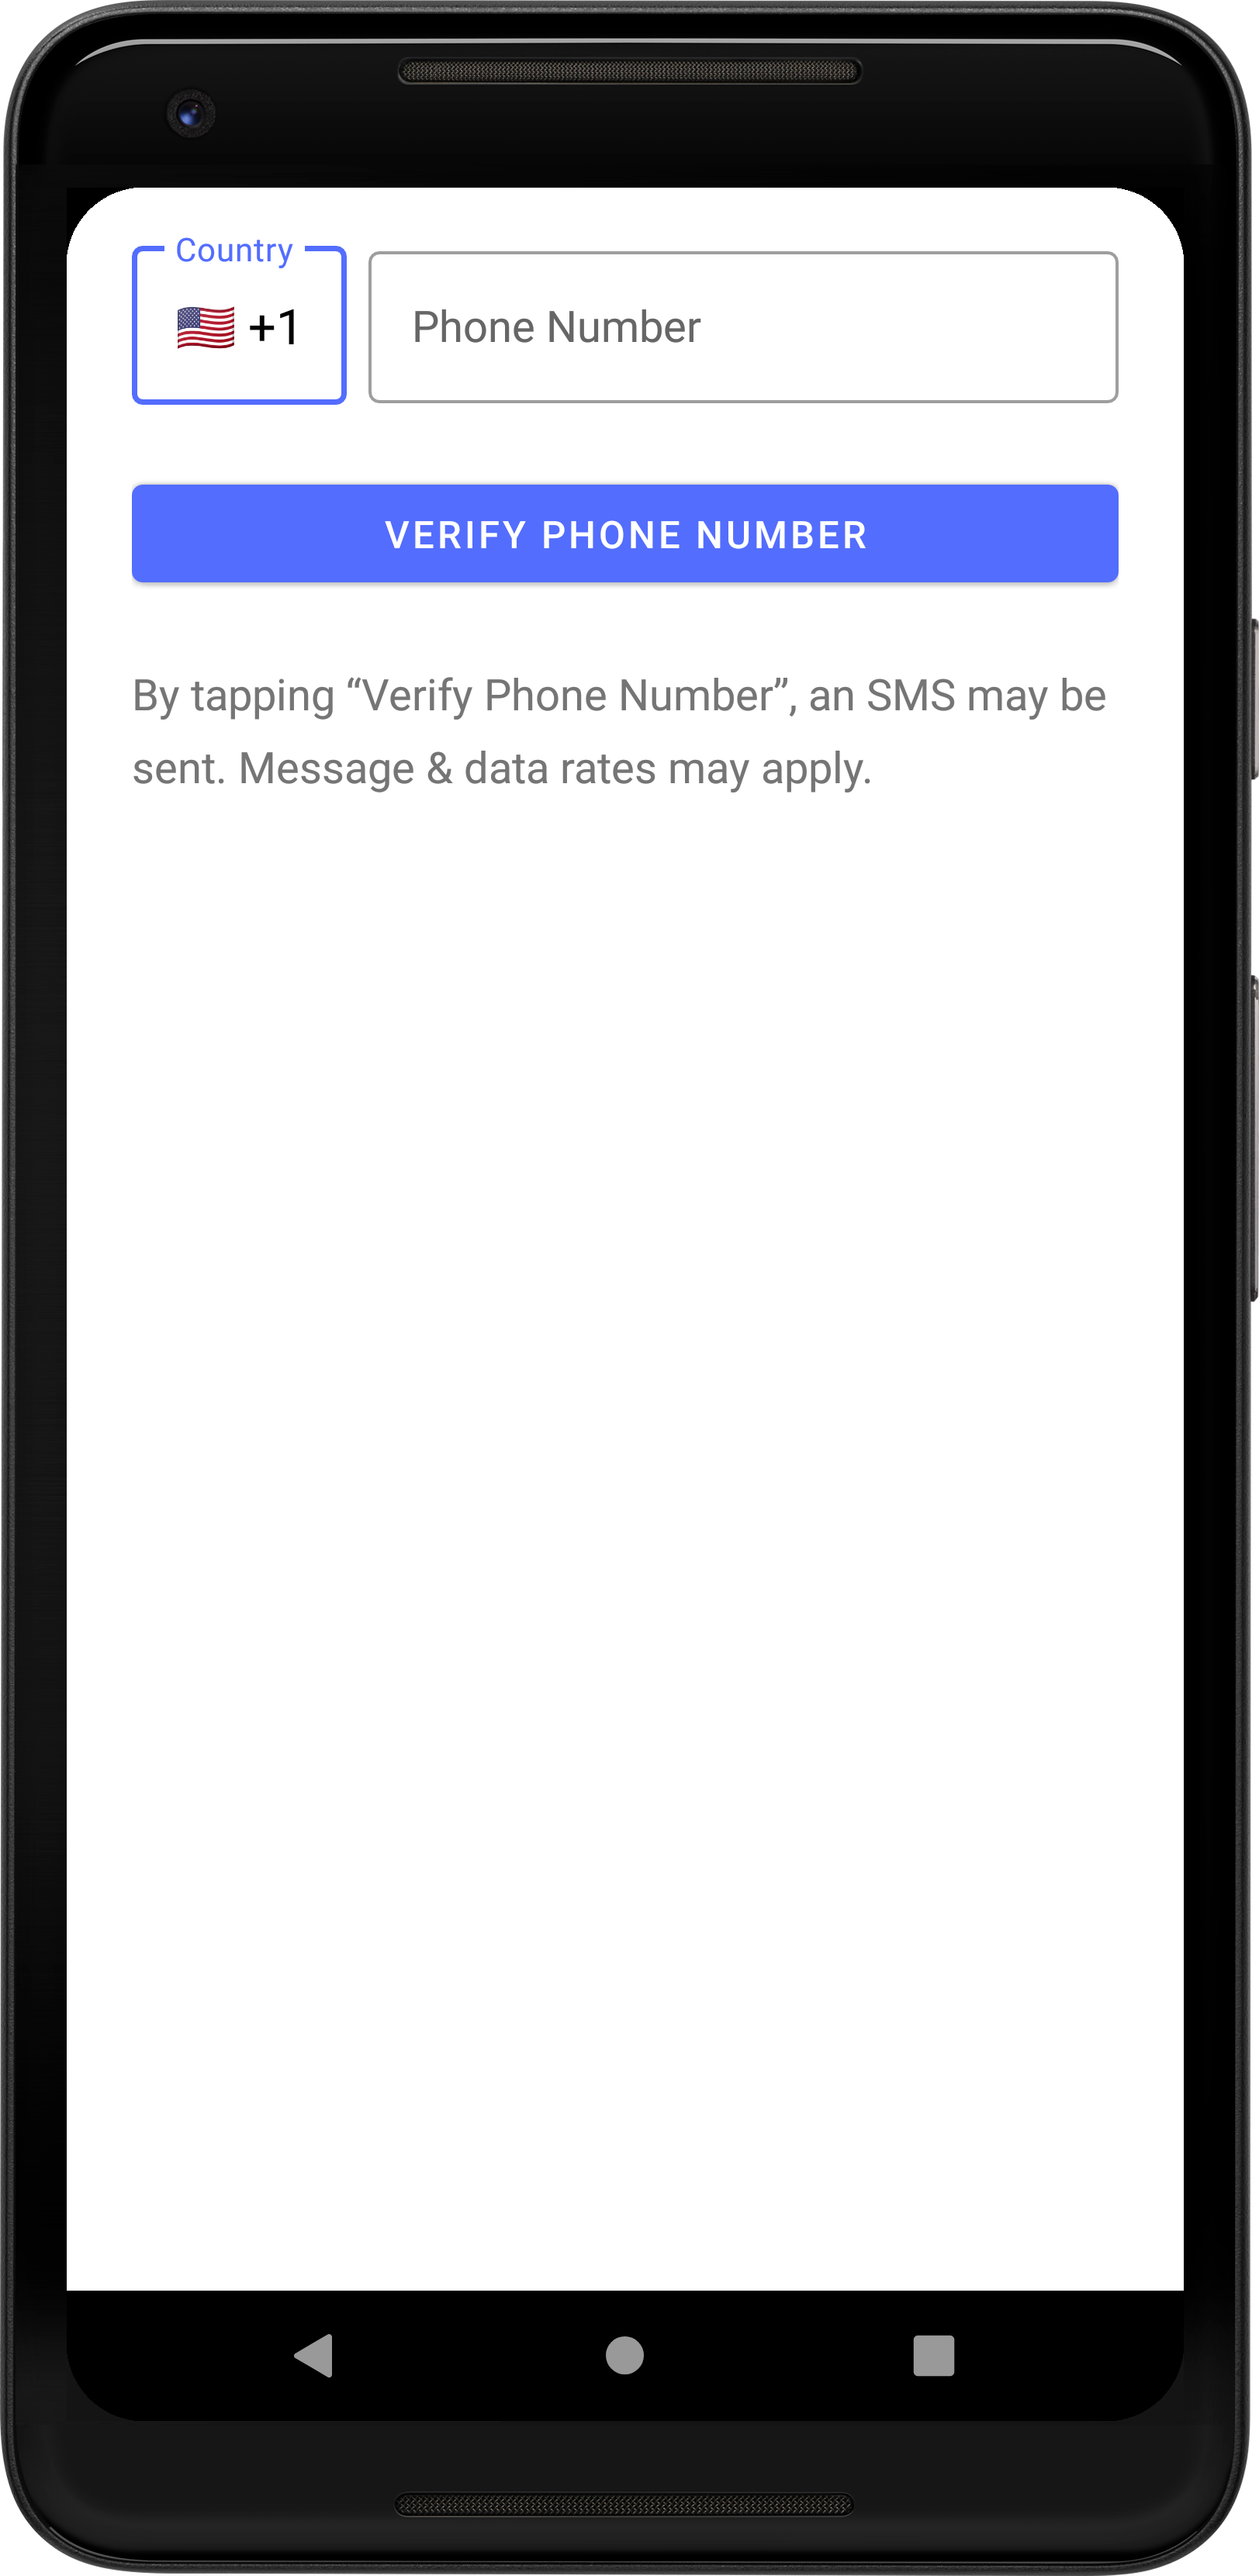 Country
🇺🇸 +1
Phone Number
VERIFY PHONE NUMBER
By tapping “Verify Phone Number”, an SMS may be
sent. Message & data rates may apply.